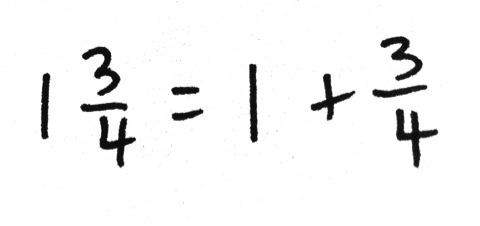 1 3/4 = 1 + 3/4